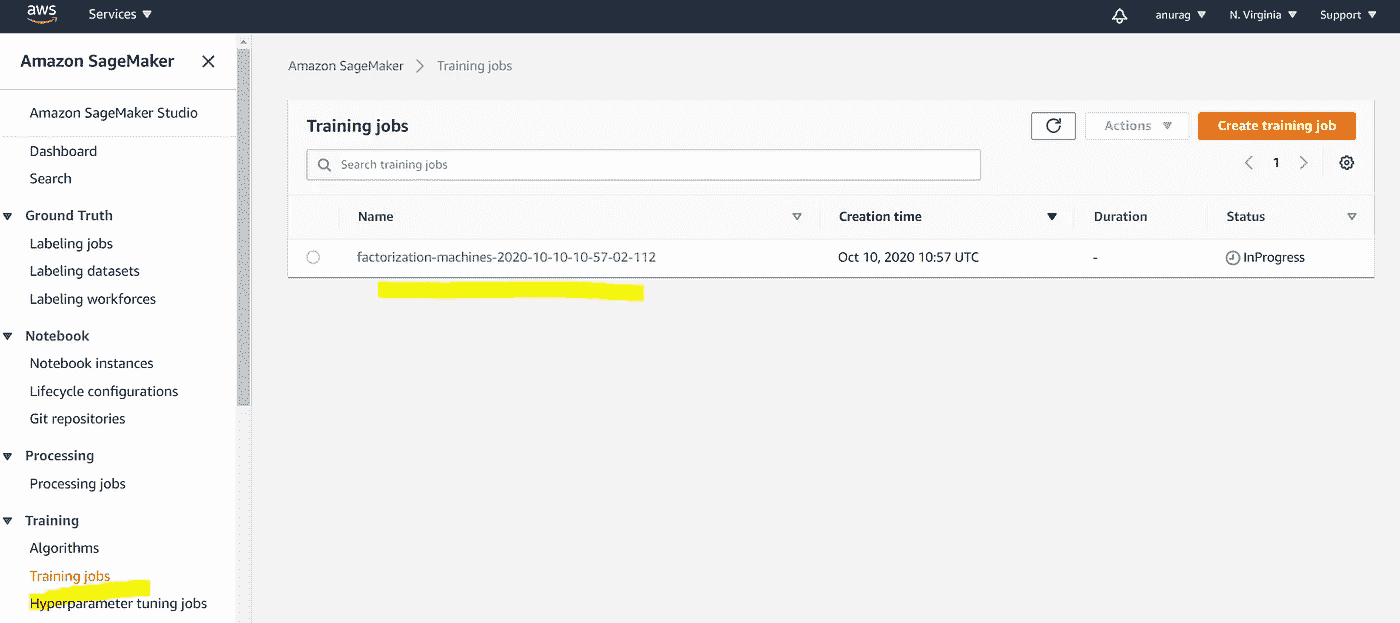 aws Services anurag N. Virginia Support
Amazon SageMaker
Amazon SageMaker Studio
Dashboard
Search
Ground Truth
Labeling jobs
Labeling datasets
Labeling workforces
Notebook
Notebook instances
Lifecycle configurations
Git repositories
Processing
Processing jobs
Training
Algorithms
Training jobs
Hyperparameter tuning jobs
Amazon SageMaker Training jobs
Training jobs Actions Create training job
Search training jobs 1
Name Creation time Duration Status
factorization-machines-2020-10-10-10-57-02-112 Oct 10, 2020 10:57 UTC - InProgress